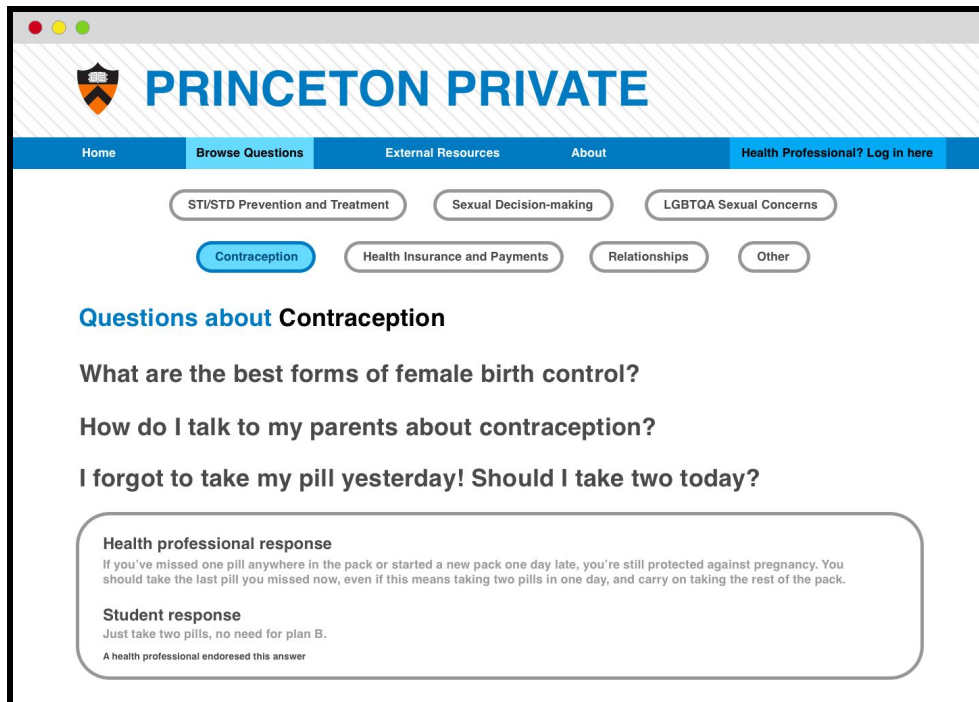 PRINCETON PRIVATE
Home Browse Questions External Resources About Health Professional? Log in here
STI/STD Prevention and Treatment Sexual Decision-making LGBTQA Sexual Concerns
Contraception Health Insurance and Payments Relationships Other
Questions about Contraception
What are the best forms of female birth control?
How do I talk to my parents about contraception?
I forgot to take my pill yesterday! Should I take two today?
Health professional response
If you've missed one pill anywhere in the pack or started a new pack one day late, you're still protected against pregnancy. You
should take the last pill you missed now, even if this means taking two pills in one day, and carry on taking the rest of the pack.
Student response
Just take two pills, no need for plan B.
A health professional endoresed this answer